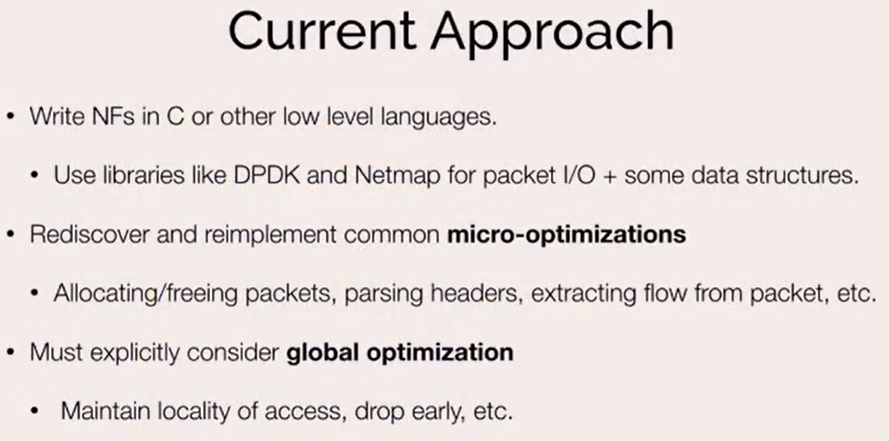 Current Approach
• Write NFs in C or other low level languages.
• Use libraries like DPDK and Netmap for packet I/O + some data structures.
• Rediscover and reimplement common micro-optimizations
• Allocating/freeing packets, parsing headers, extracting flow from packet, etc.
• Must explicitly consider global optimization
• Maintain locality of access, drop early, etc.